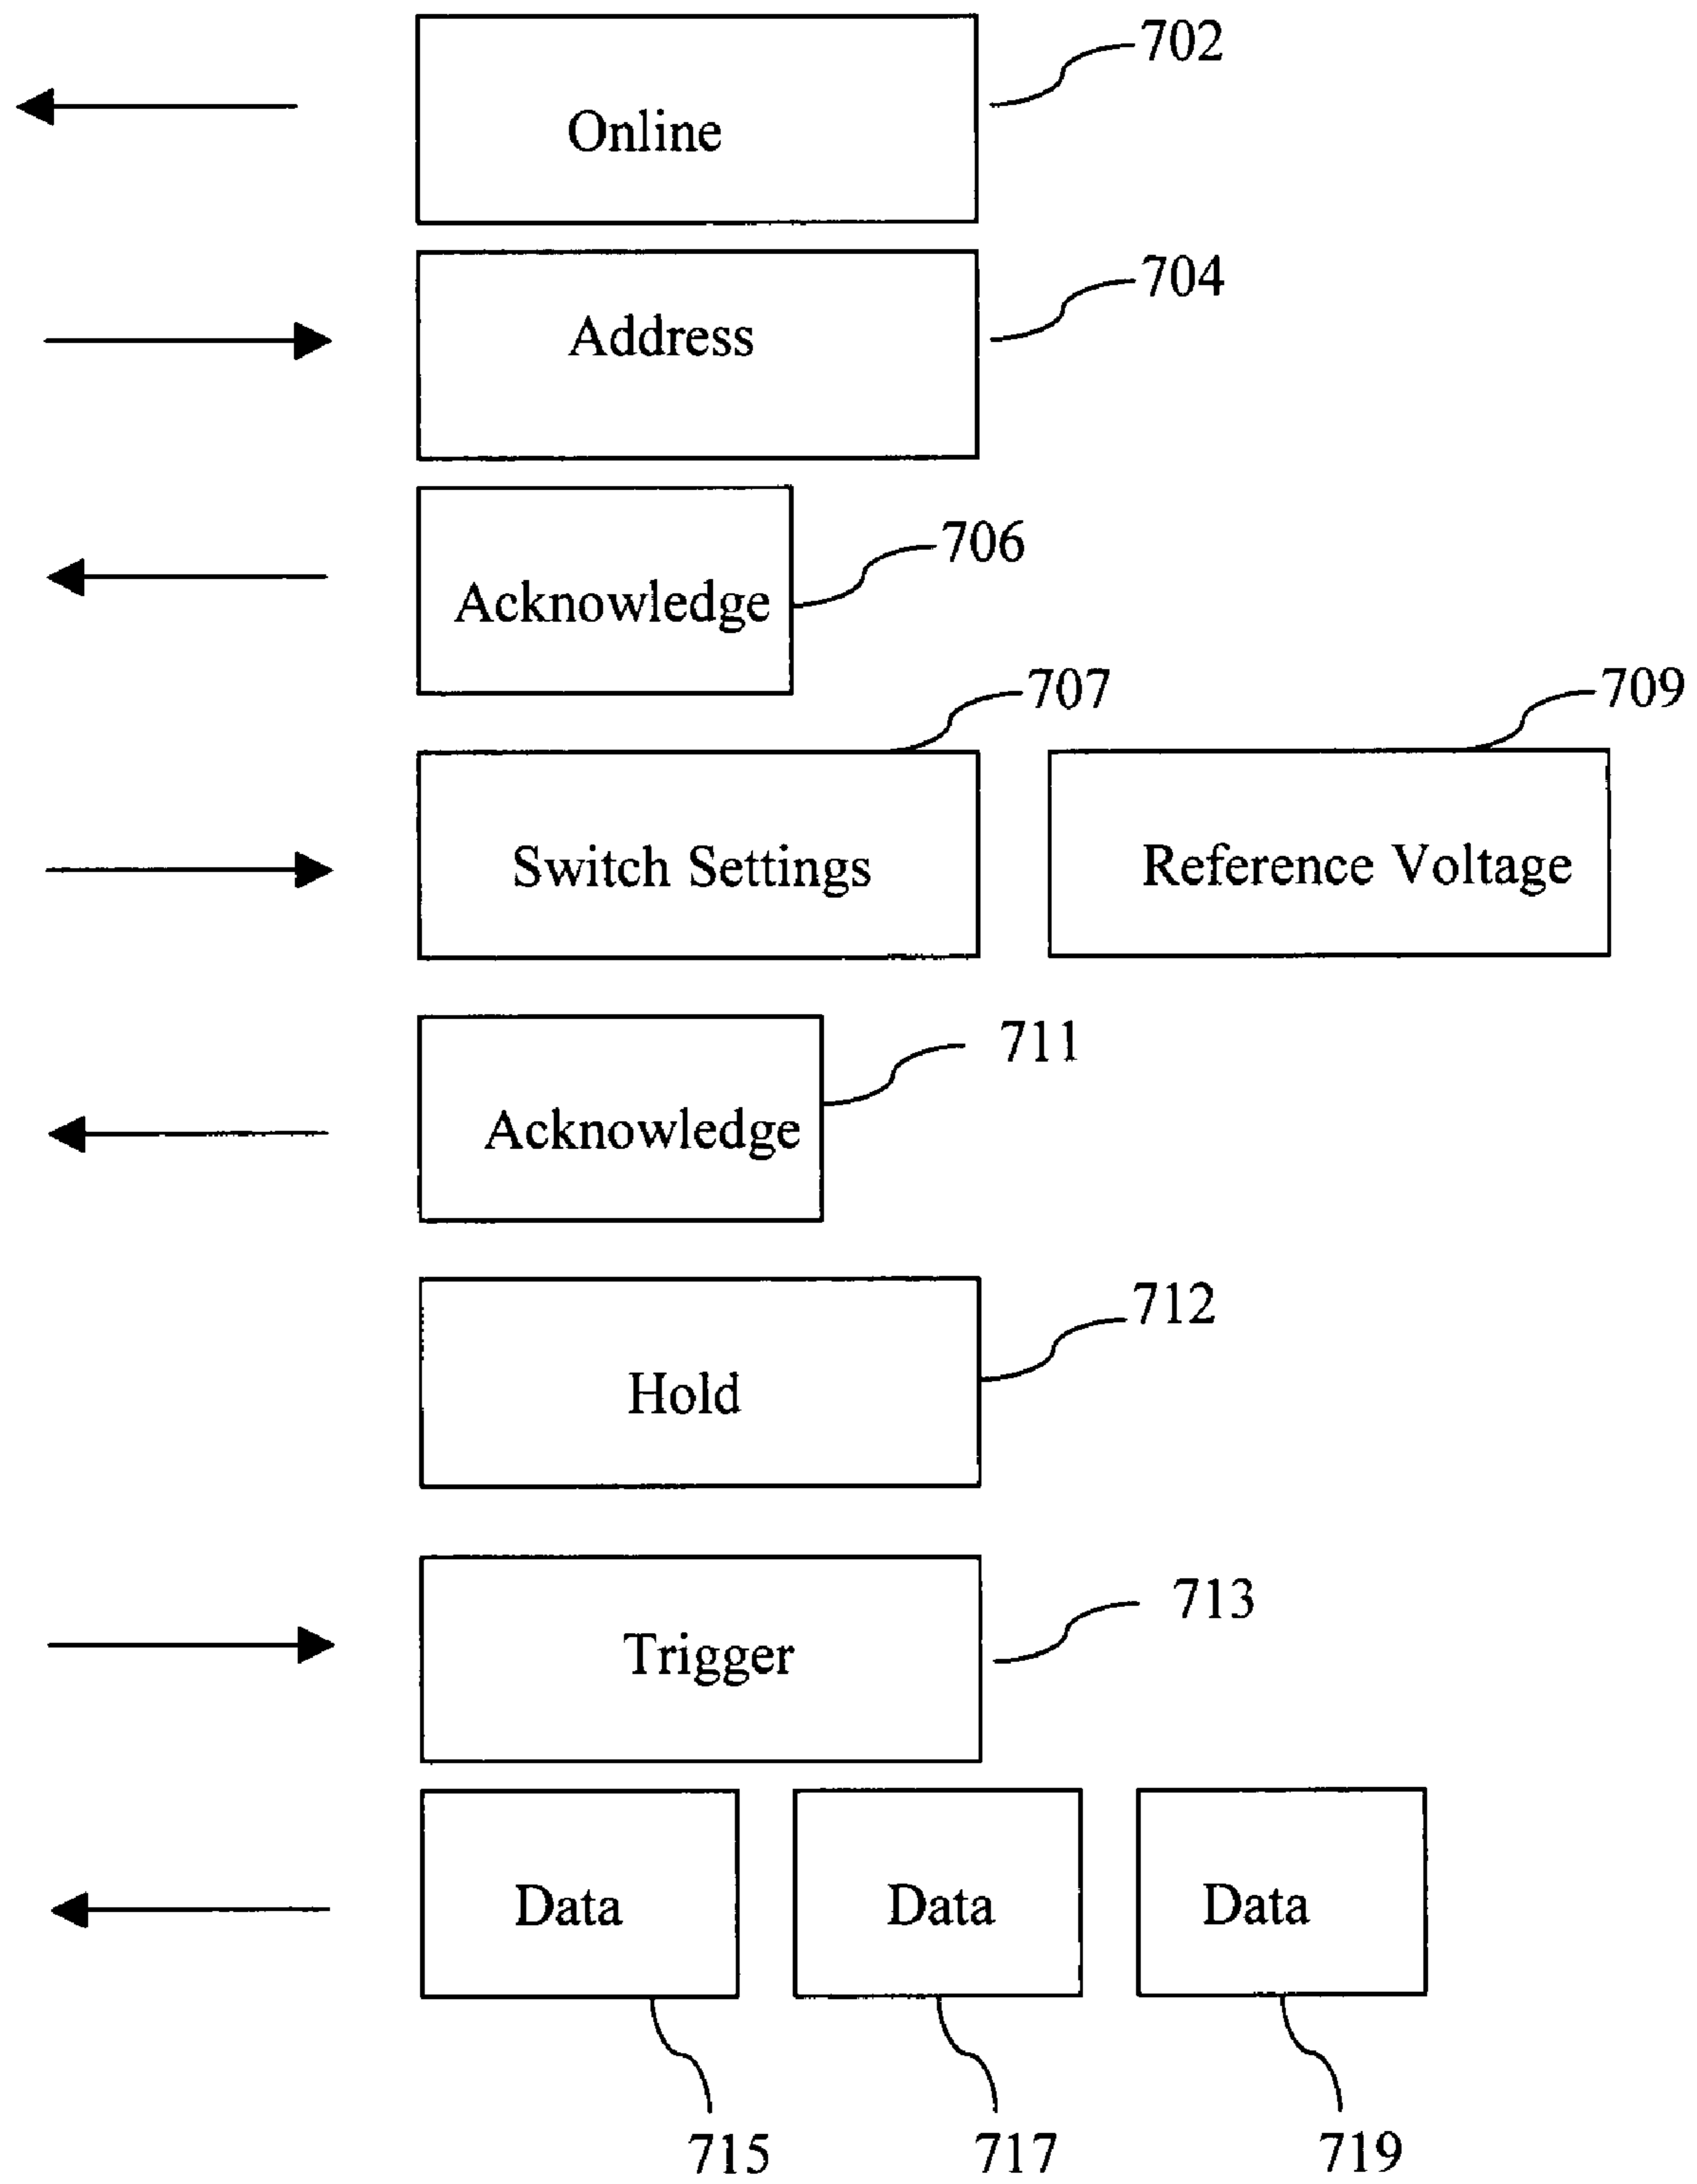 702
Online
704
Address
706
Acknowledge
707
709
Switch Settings
Reference Voltage
711
Acknowledge
712
Hold
713
Trigger
Data
Data
Data
715
717
719